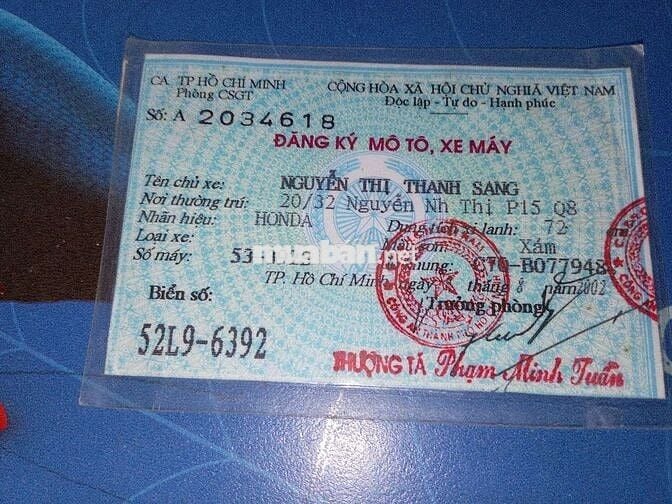 CA. TP HỒ CHÍ MINH
Phòng CSGT
CỘNG HÒA XÃ HỘI CHỦ NGHĨA VIỆT NAM
Độc lập - Tự do - Hạnh phúc
Số: A 2034618
ĐĂNG KÝ MÔ TÔ, XE MÁY
Tên chủ xe: NGUYỄN THỊ THANH SANG
Nơi thường trú: 20/32 Nguyễn Nh Thị P15 Q8
Nhãn hiệu: HONDA Dung tích xi lanh: 72
Loại xe: Màu sơn: Xám
Số máy: 53 khung: C70-B077948
muaban.net
TP. Hồ Chí Minh, ngày tháng 8 năm 2002
Biển số: (Trưởng phòng)
52L9-6392
THƯỢNG TÁ Phạm Minh Tuấn